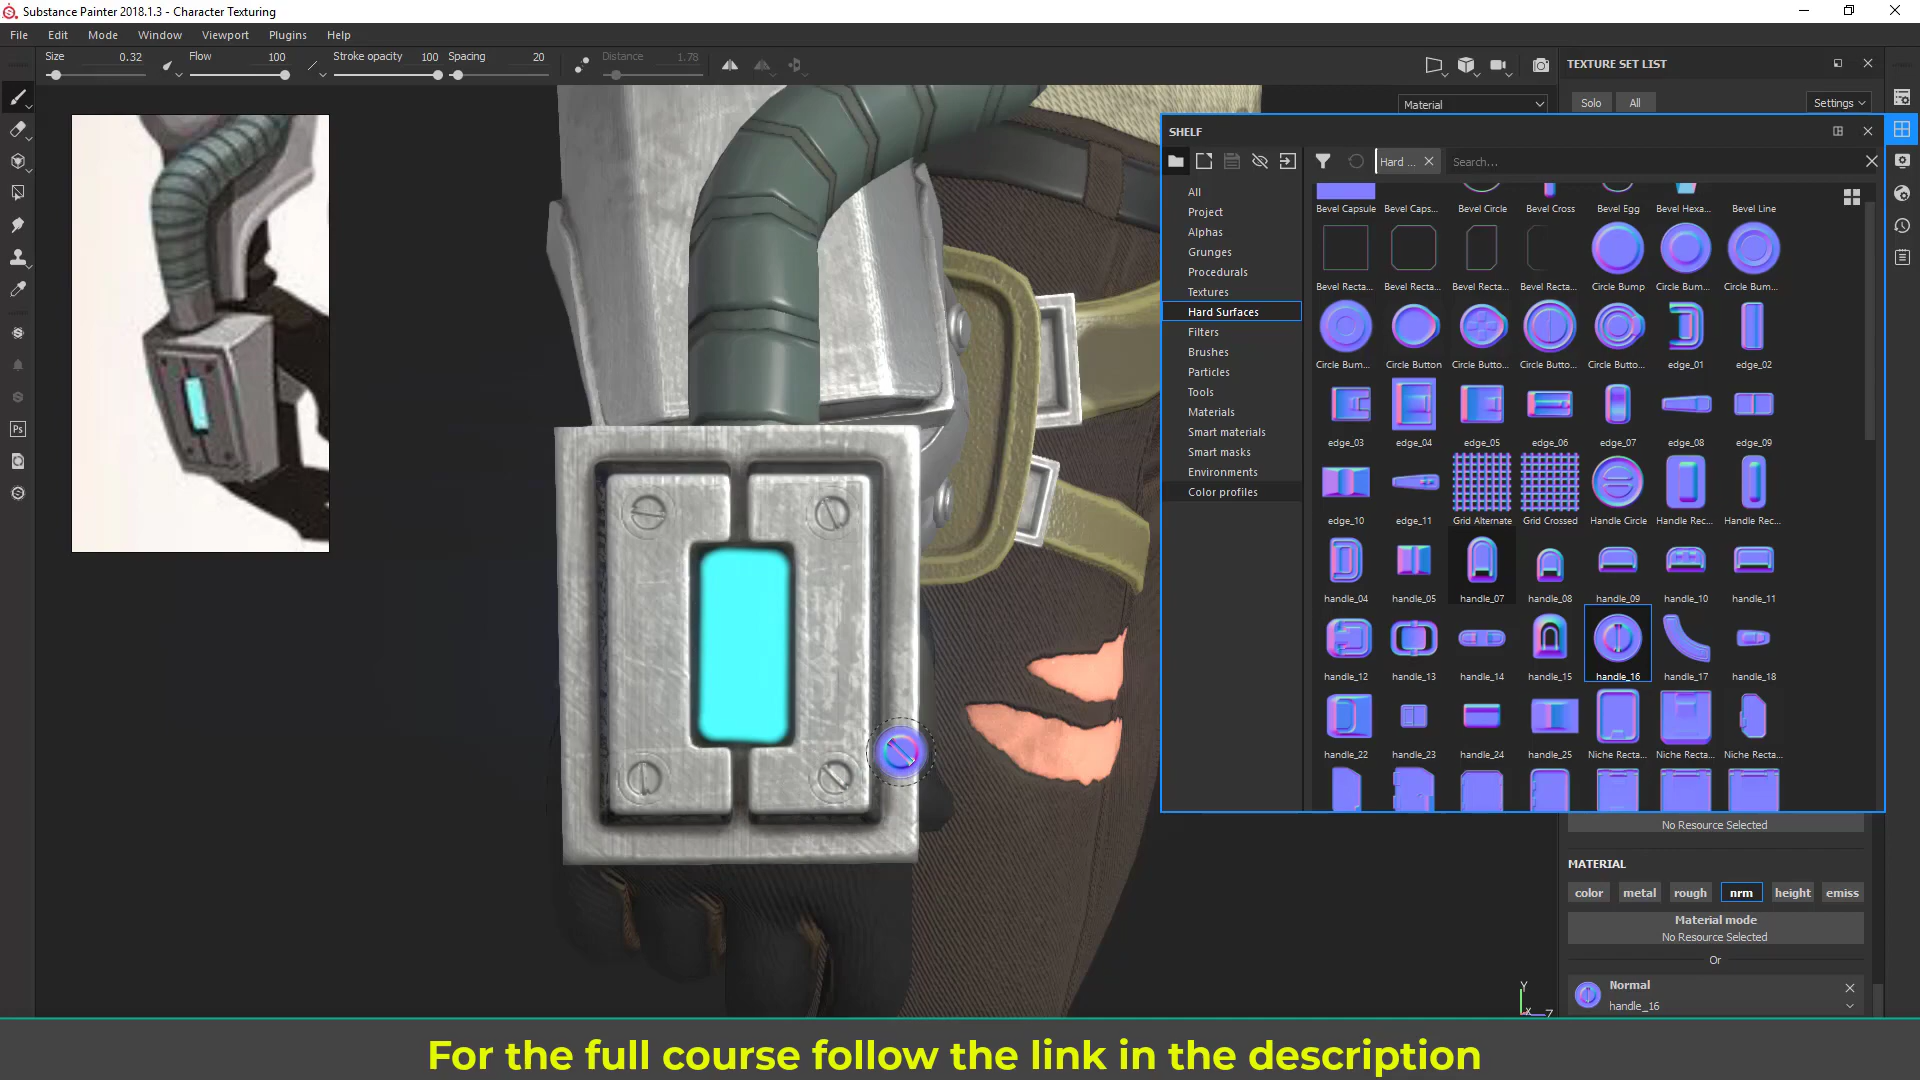 Substance Painter 2018.1.3 - Character Texturing
File Edit Mode Window Viewport Plugins Help
Size 0.32 Flow 100 Stroke opacity 100 Spacing 20 Distance 1.78
TEXTURE SET LIST
Solo All Settings
Material
SHELF
Hard ... Search...
All
Project
Alphas
Grunges
Procedurals
Textures
Hard Surfaces
Filters
Brushes
Particles
Tools
Materials
Smart materials
Smart masks
Environments
Color profiles
Bevel Capsule Bevel Caps... Bevel Circle Bevel Cross Bevel Egg Bevel Hexa... Bevel Line
Bevel Recta... Bevel Recta... Bevel Recta... Bevel Recta... Circle Bump Circle Bum... Circle Bum...
Circle Bum... Circle Button Circle Butto... Circle Butto... Circle Butto... edge_01 edge_02
edge_03 edge_04 edge_05 edge_06 edge_07 edge_08 edge_09
edge_10 edge_11 Grid Alternate Grid Crossed Handle Circle Handle Rec... Handle Rec...
handle_04 handle_05 handle_07 handle_08 handle_09 handle_10 handle_11
handle_12 handle_13 handle_14 handle_15 handle_16 handle_17 handle_18
handle_22 handle_23 handle_24 handle_25 Niche Recta... Niche Recta... Niche Recta...
Ps
No Resource Selected
MATERIAL
color metal rough nrm height emiss
Material mode
No Resource Selected
Or
Normal
handle_16
Y
For the full course follow the link in the description